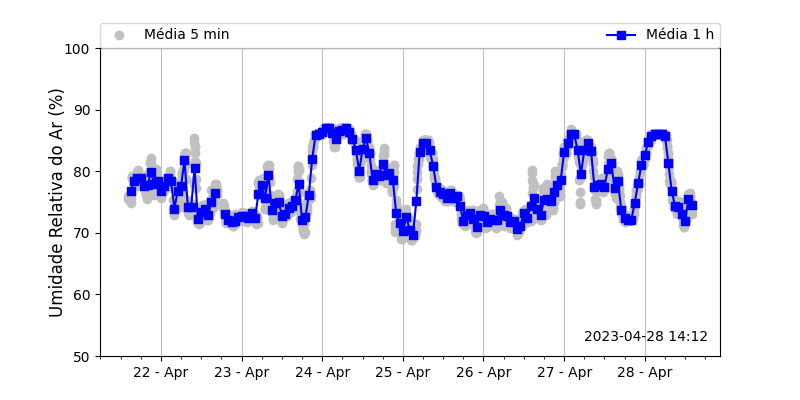 Média 5 min
Média 1 h
Umidade Relativa do Ar (%)
100
90
80
70
60
50
2023-04-28 14:12
22 - Apr
23 - Apr
24 - Apr
25 - Apr
26 - Apr
27 - Apr
28 - Apr